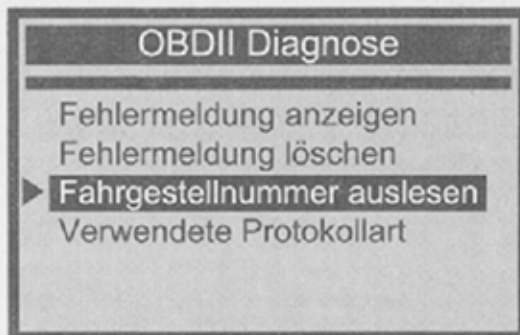 OBDII Diagnose
Fehlermeldung anzeigen
Fehlermeldung löschen
Fahrgestellnummer auslesen
Verwendete Protokollart